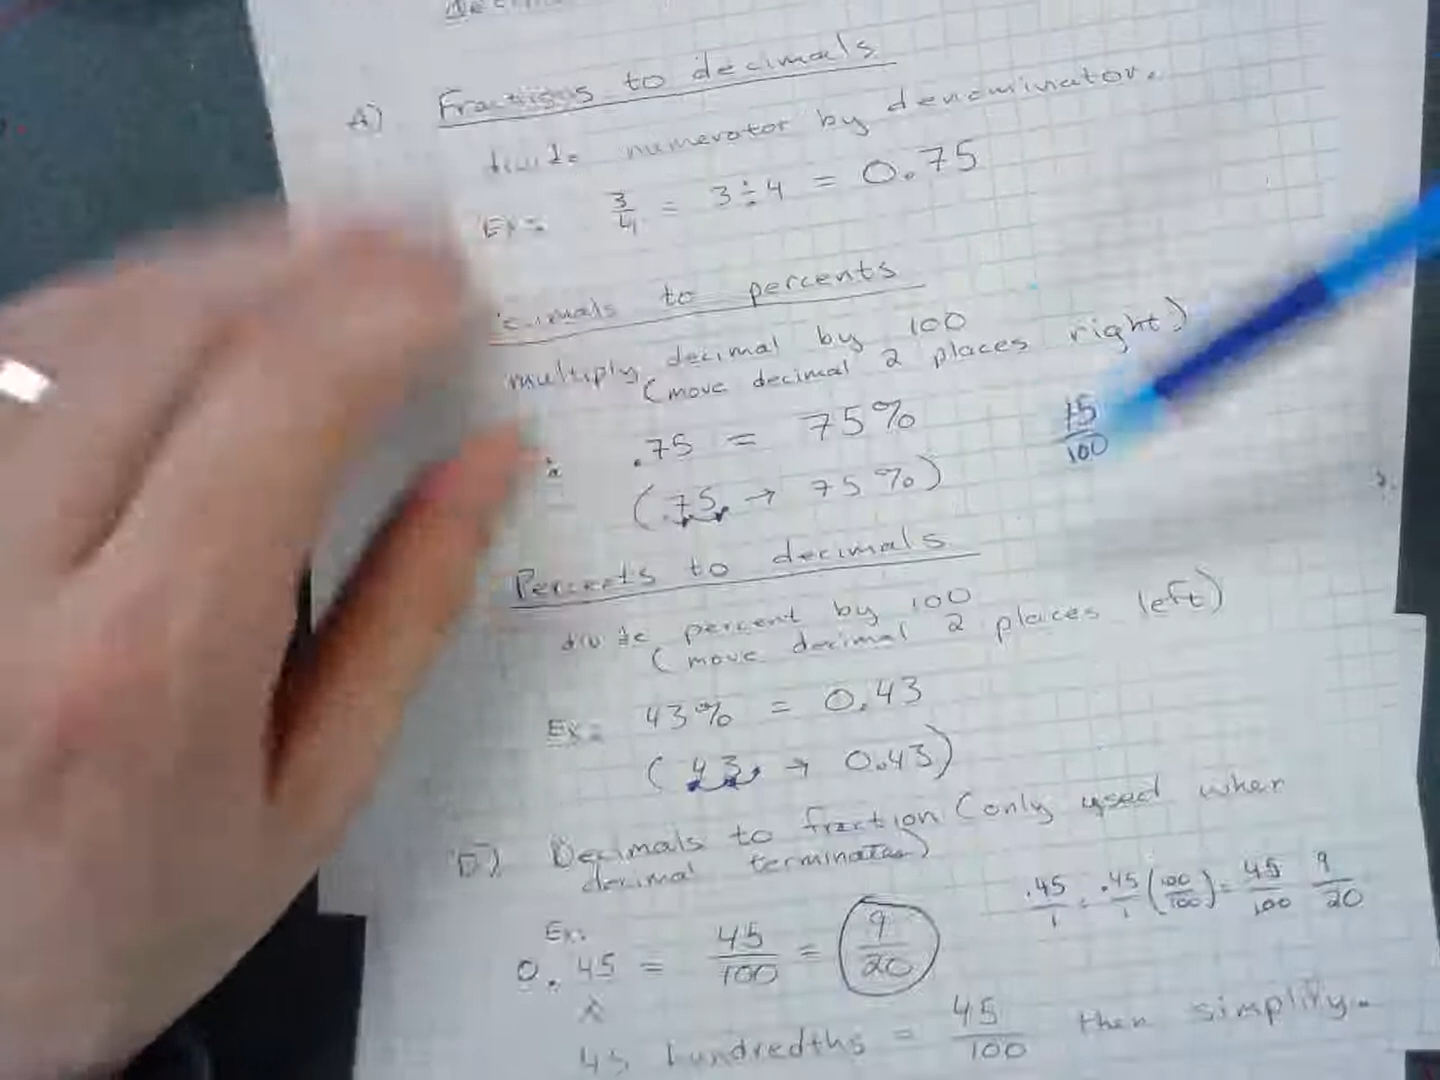 A) Fractions to decimals
divide numerator by denominator.
Ex: 3/4 = 3÷4 = 0.75
ecimals to percents
multiply decimal by 100
(move decimal 2 places right)
.75 = 75%
15/100
(.75. → 75%)
Percents to decimals
divide percent by 100
(move decimal 2 places left)
Ex: 43% = 0.43
(.43. → 0.43)
D) Decimals to fraction (only used when
decimal terminates)
.45/1 = .45/1 (100/100) = 45/100 9/20
Ex:
0.45 = 45/100 = 9/20
45 hundredths = 45/100 then simplify.